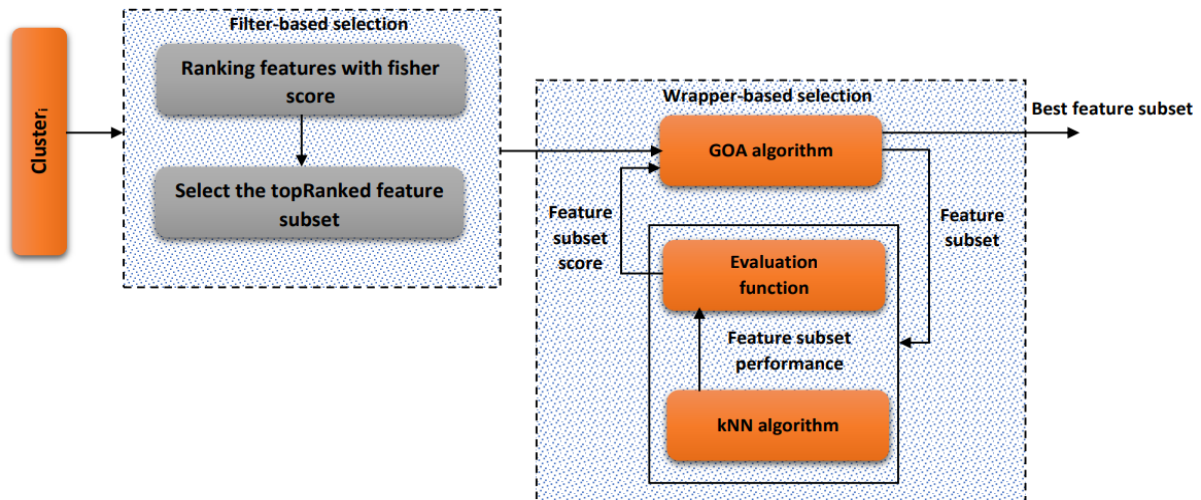 Clusterᵢ
Filter-based selection
Ranking features with fisher
score
Select the topRanked feature
subset
Wrapper-based selection
GOA algorithm
Best feature subset
Feature
subset
score
Feature
subset
Evaluation
function
Feature subset
performance
kNN algorithm